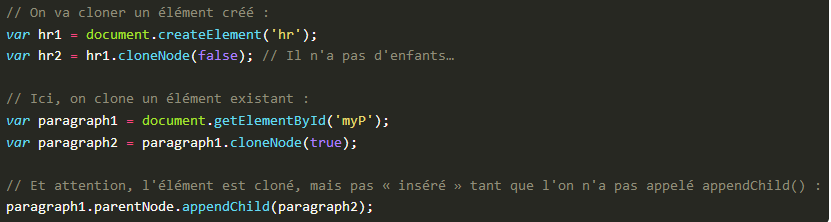 // On va cloner un élément créé :
var hr1 = document.createElement('hr');
var hr2 = hr1.cloneNode(false); // Il n'a pas d'enfants…
// Ici, on clone un élément existant :
var paragraph1 = document.getElementById('myP');
var paragraph2 = paragraph1.cloneNode(true);
// Et attention, l'élément est cloné, mais pas « inséré » tant que l'on n'a pas appelé appendChild() :
paragraph1.parentNode.appendChild(paragraph2);